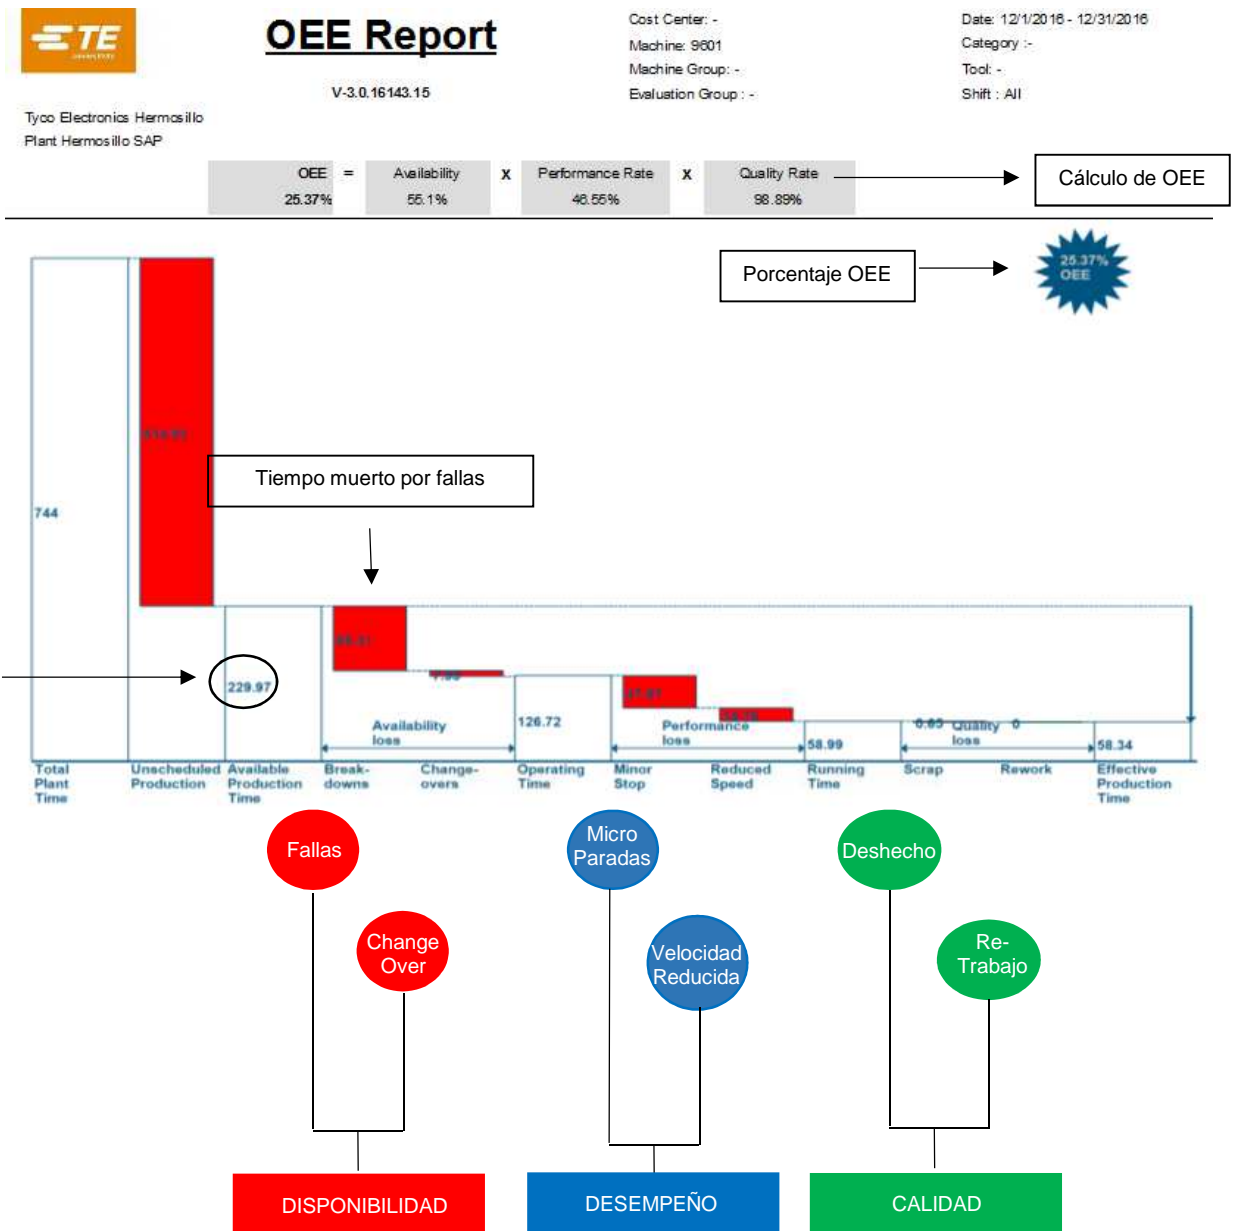 TE
OEE Report
V-3.0.16143.15
Cost Center: -
Machine: 9601
Machine Group: -
Evaluation Group : -
Date: 12/1/2016 - 12/31/2016
Category :-
Tool: -
Shift : All
Tyco Electronics Hermosillo
Plant Hermosillo SAP
OEE = Availability x Performance Rate x Quality Rate
25.37% 55.1% 46.55% 98.89%
Cálculo de OEE
Porcentaje OEE
25.37%
OEE
Tiempo muerto por fallas
744
229.97
126.72
58.99
0.65
0
58.34
Availability
loss
Performance
loss
Quality
loss
Total
Plant
Time
Unscheduled
Production
Available
Production
Time
Break-
downs
Change-
overs
Operating
Time
Minor
Stop
Reduced
Speed
Running
Time
Scrap
Rework
Effective
Production
Time
Fallas
Change
Over
Micro
Paradas
Velocidad
Reducida
Deshecho
Re-
Trabajo
DISPONIBILIDAD
DESEMPEÑO
CALIDAD